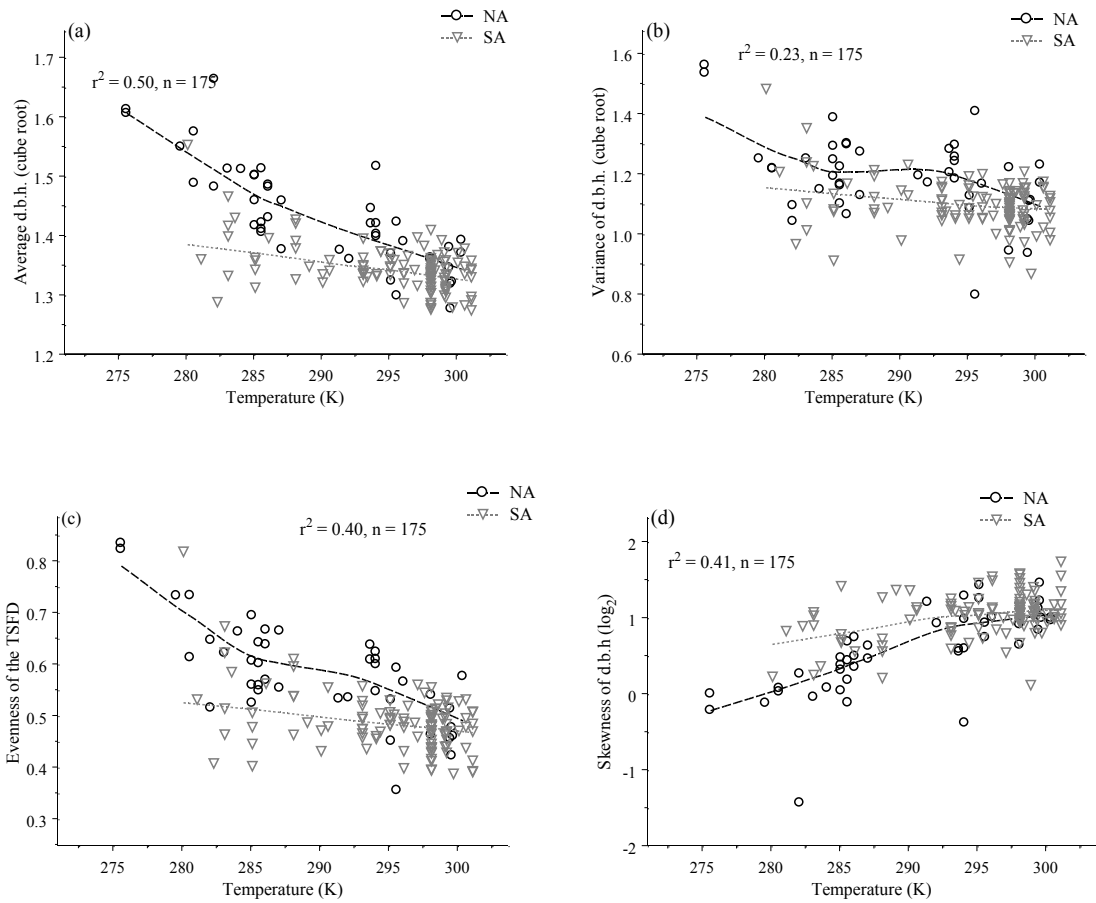 (a)
NA
SA
r² = 0.50, n = 175
1.7
1.6
1.5
1.4
1.3
1.2
Average d.b.h. (cube root)
275 280 285 290 295 300
Temperature (K)
(b)
NA
SA
r² = 0.23, n = 175
1.6
1.4
1.2
1.0
0.8
0.6
Variance of d.b.h. (cube root)
275 280 285 290 295 300
Temperature (K)
(c)
NA
SA
r² = 0.40, n = 175
0.8
0.7
0.6
0.5
0.4
0.3
Evenness of the TSFD
275 280 285 290 295 300
Temperature (K)
(d)
NA
SA
r² = 0.41, n = 175
2
1
0
-1
-2
Skewness of d.b.h (log₂)
275 280 285 290 295 300
Temperature (K)